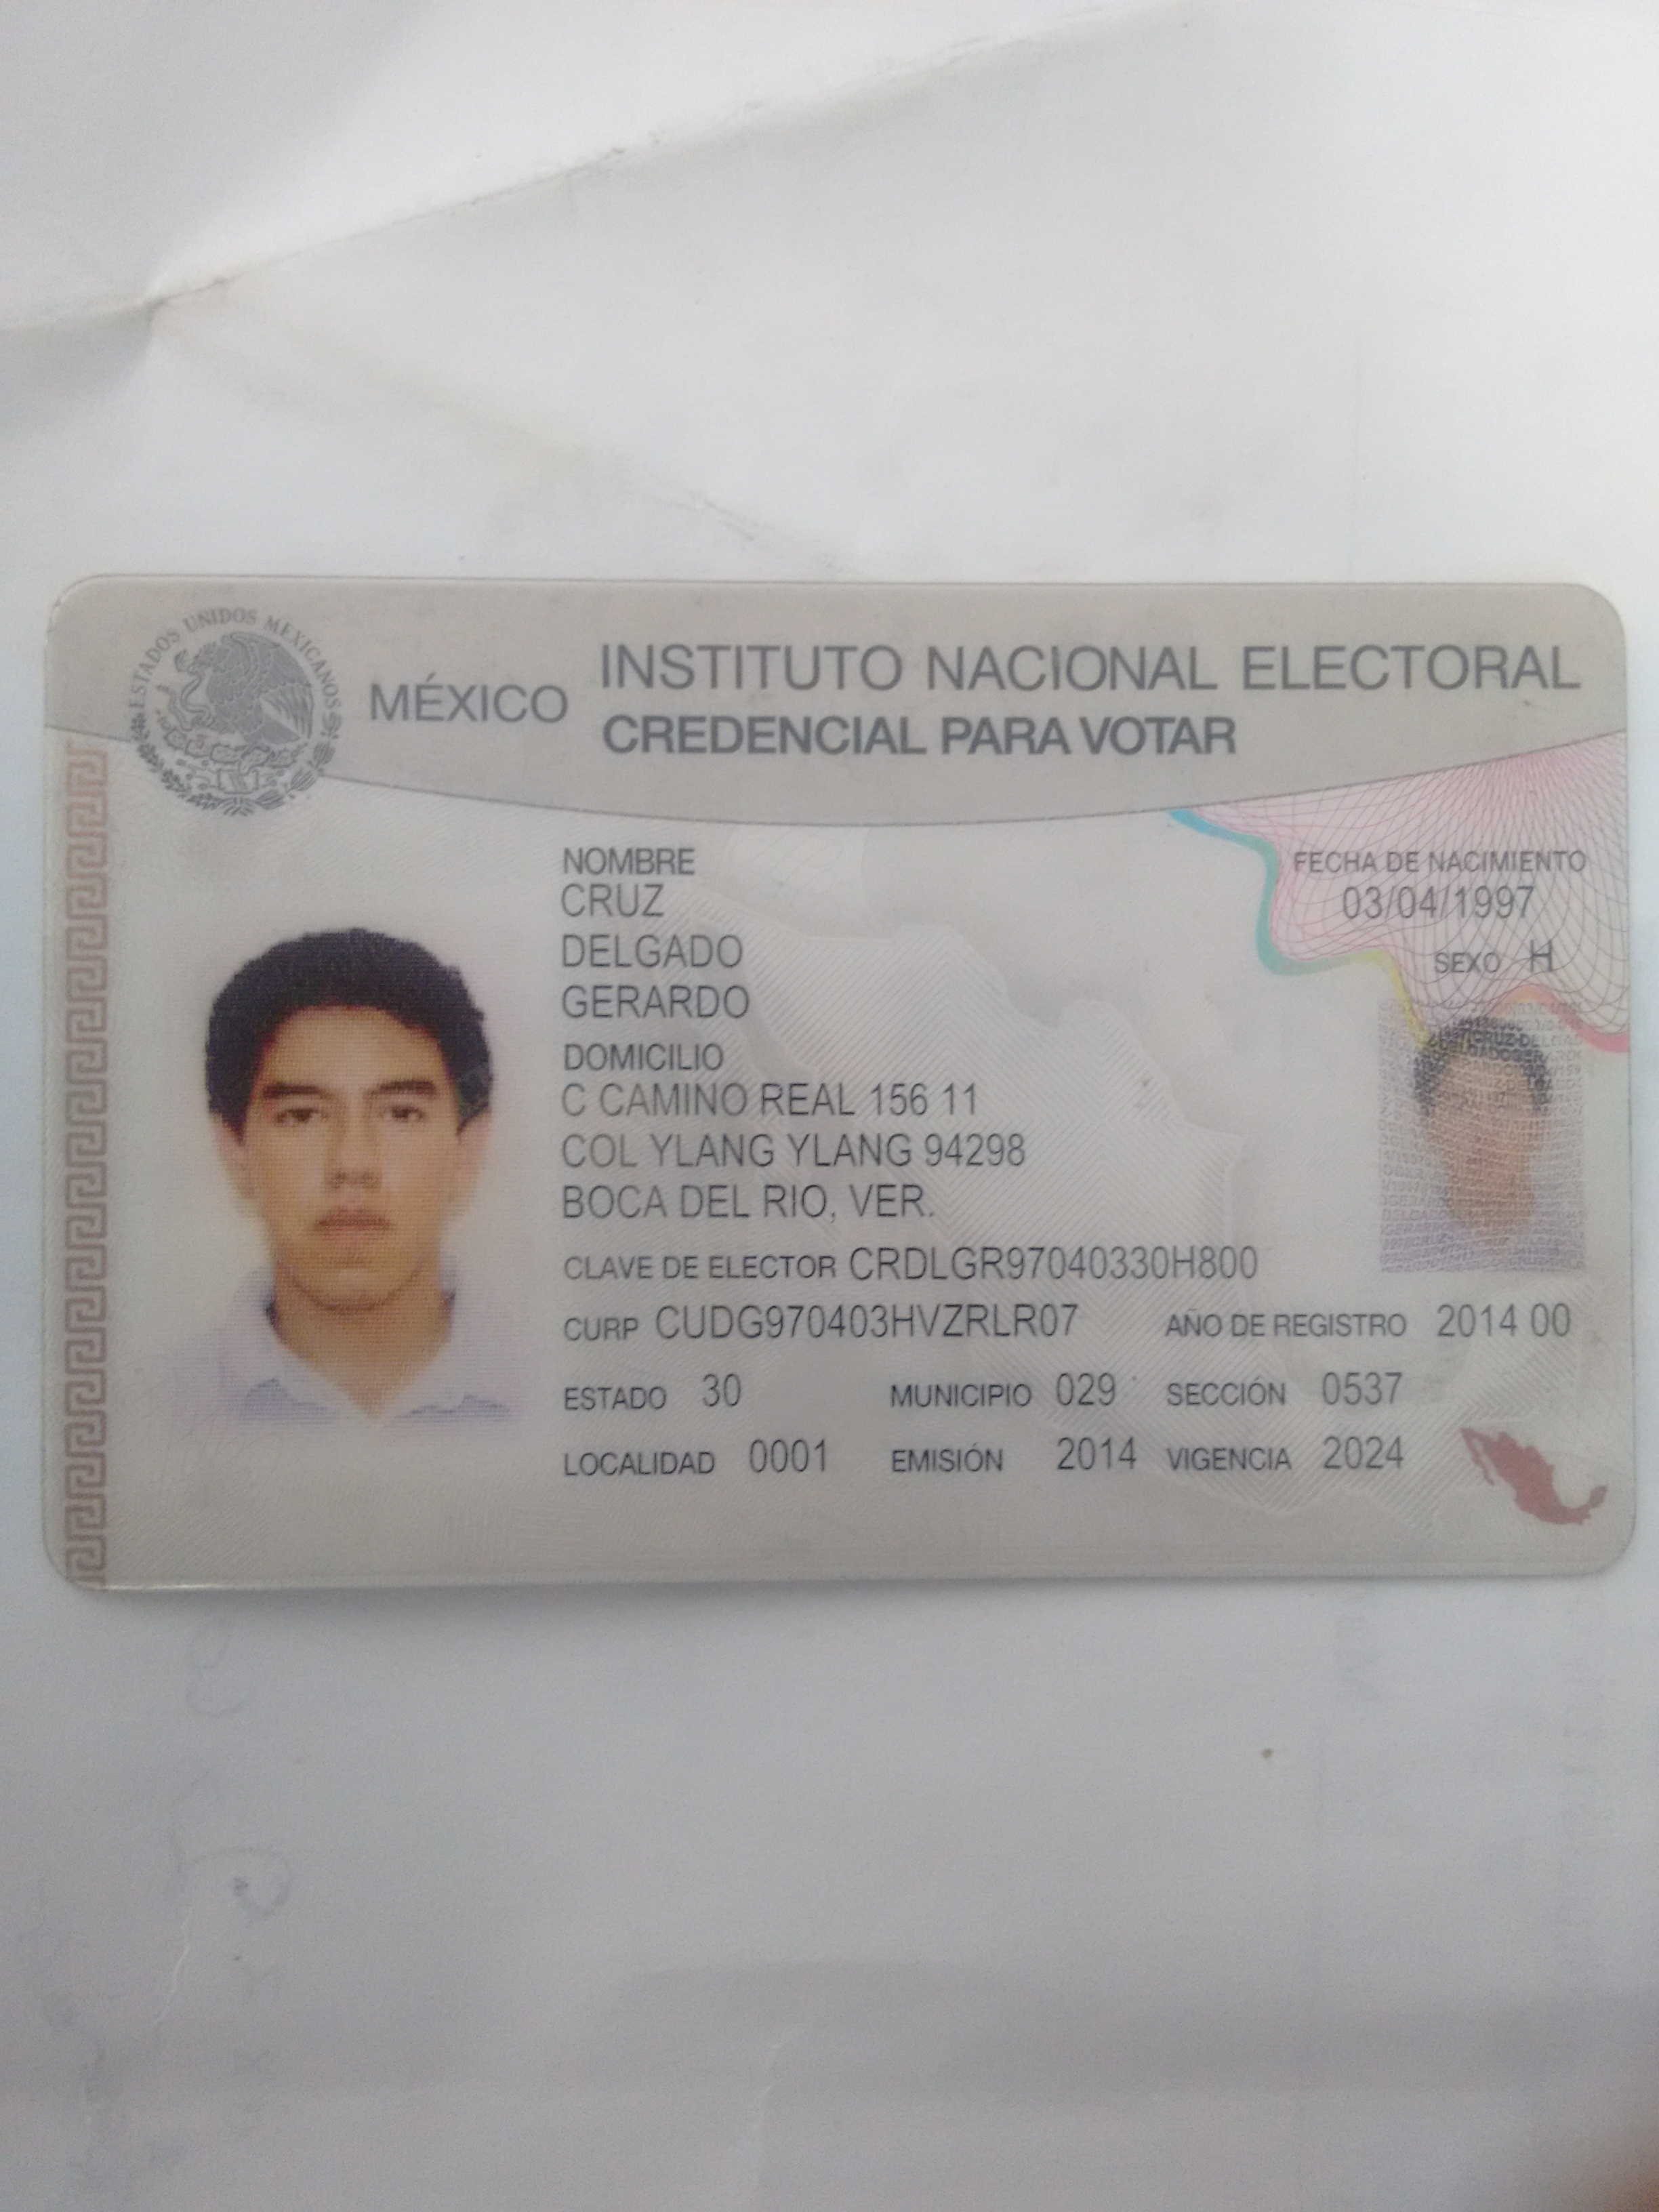 ESTADOS UNIDOS MEXICANOS
MÉXICO
INSTITUTO NACIONAL ELECTORAL
CREDENCIAL PARA VOTAR
NOMBRE
CRUZ
DELGADO
GERARDO
FECHA DE NACIMIENTO
03/04/1997
SEXO H
DOMICILIO
C CAMINO REAL 156 11
COL YLANG YLANG 94298
BOCA DEL RIO, VER.
CLAVE DE ELECTOR CRDLGR97040330H800
CURP CUDG970403HVZRLR07 AÑO DE REGISTRO 2014 00
ESTADO 30 MUNICIPIO 029 SECCIÓN 0537
LOCALIDAD 0001 EMISIÓN 2014 VIGENCIA 2024